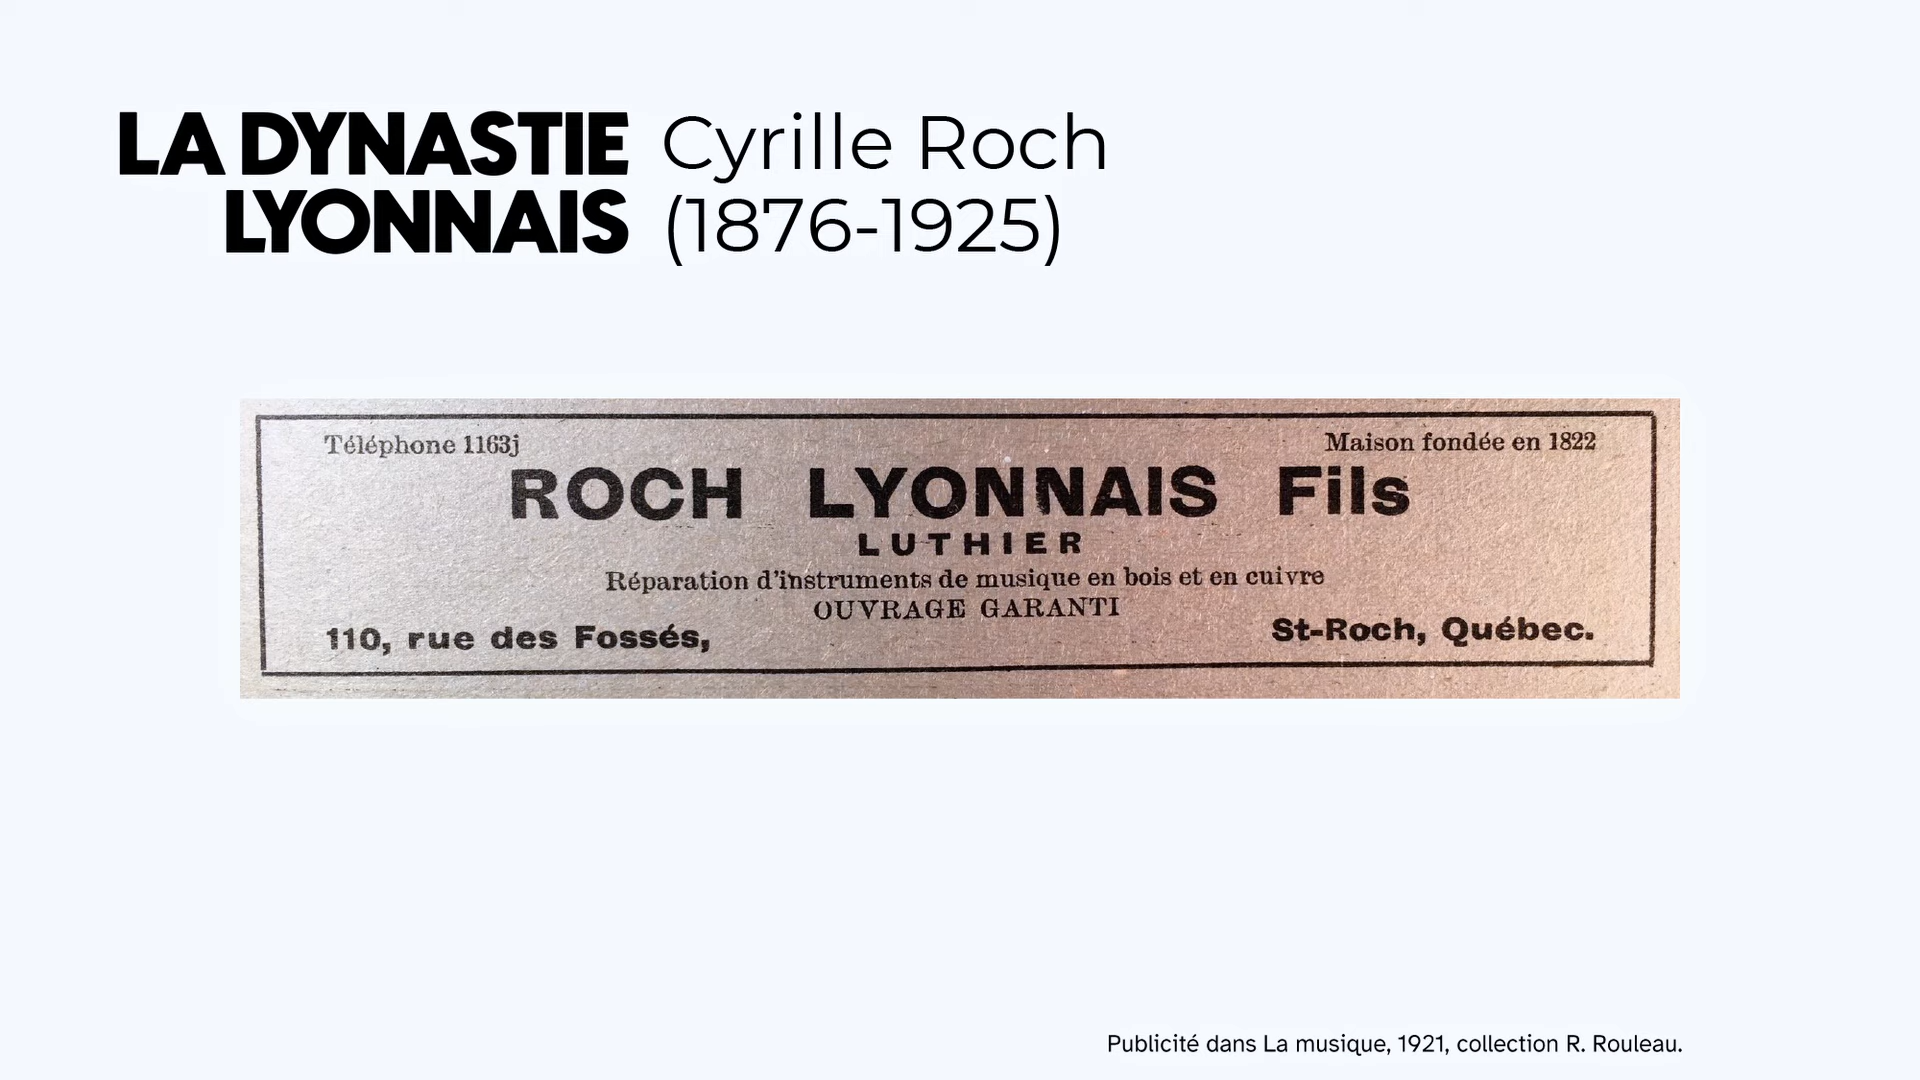 LA DYNASTIE
LYONNAIS
Cyrille Roch
(1876-1925)
Téléphone 1163j
Maison fondée en 1822
ROCH LYONNAIS Fils
LUTHIER
Réparation d'instruments de musique en bois et en cuivre
OUVRAGE GARANTI
110, rue des Fossés,
St-Roch, Québec.
Publicité dans La musique, 1921, collection R. Rouleau.